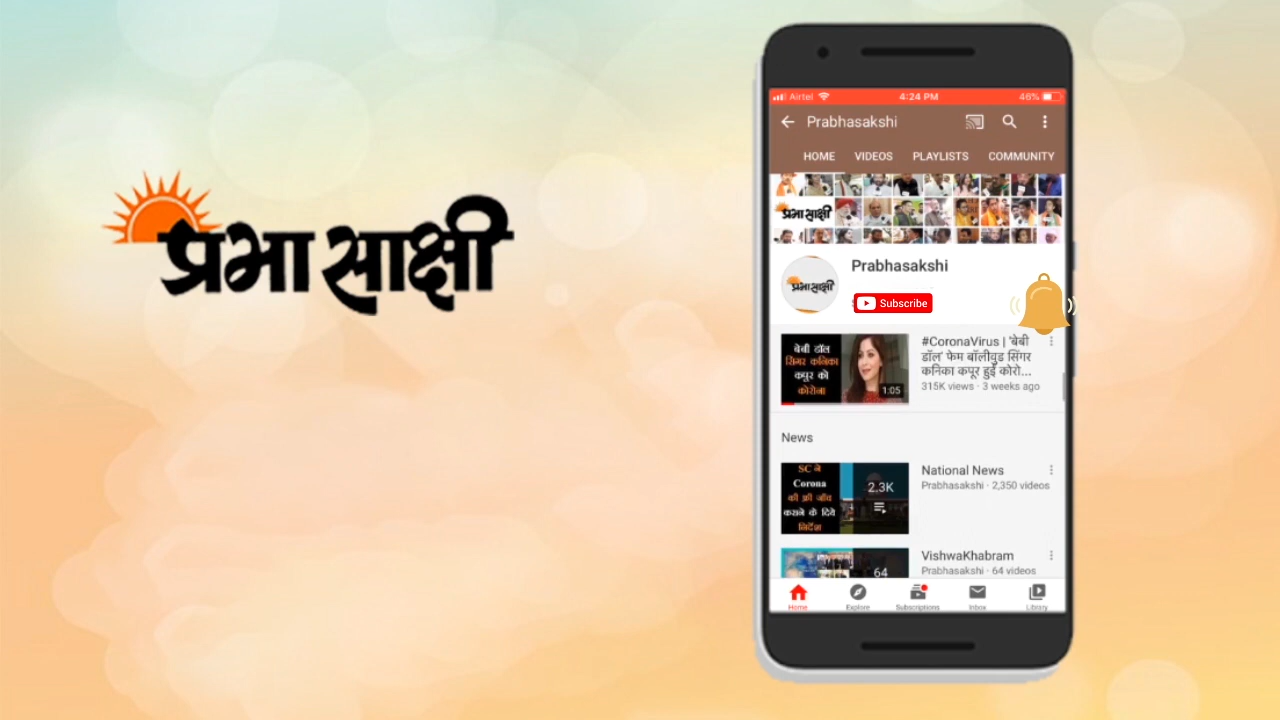 प्रभासाक्षी
Airtel 4:24 PM 46%
Prabhasakshi
HOME VIDEOS PLAYLISTS COMMUNITY
प्रभासाक्षी
Prabhasakshi
प्रभासाक्षी
Subscribe
बेबी डॉल
सिंगर कनिका
कपूर को
कोरोना
1:05
#CoronaVirus | 'बेबी
डॉल' फेम बॉलीवुड सिंगर
कनिका कपूर हुई कोरो...
315K views · 3 weeks ago
News
SC ने
Corona
की फ्री जाँच
कराने के दिये
निर्देश
2.3K
National News
Prabhasakshi · 2,350 videos
64
VishwaKhabram
Prabhasakshi · 64 videos
Home Explore Subscriptions Inbox Library